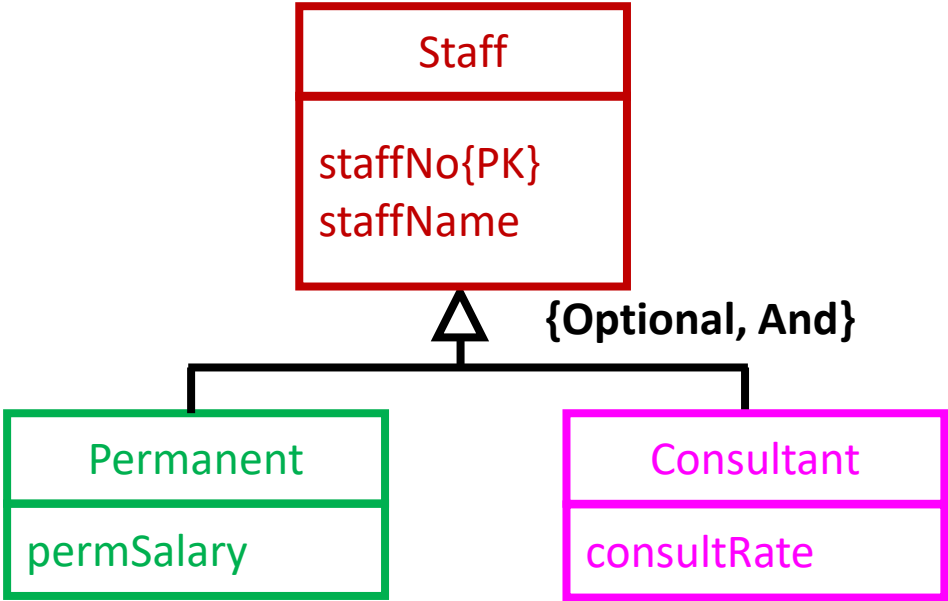 Staff
staffNo{PK}
staffName
{Optional, And}
Permanent
permSalary
Consultant
consultRate